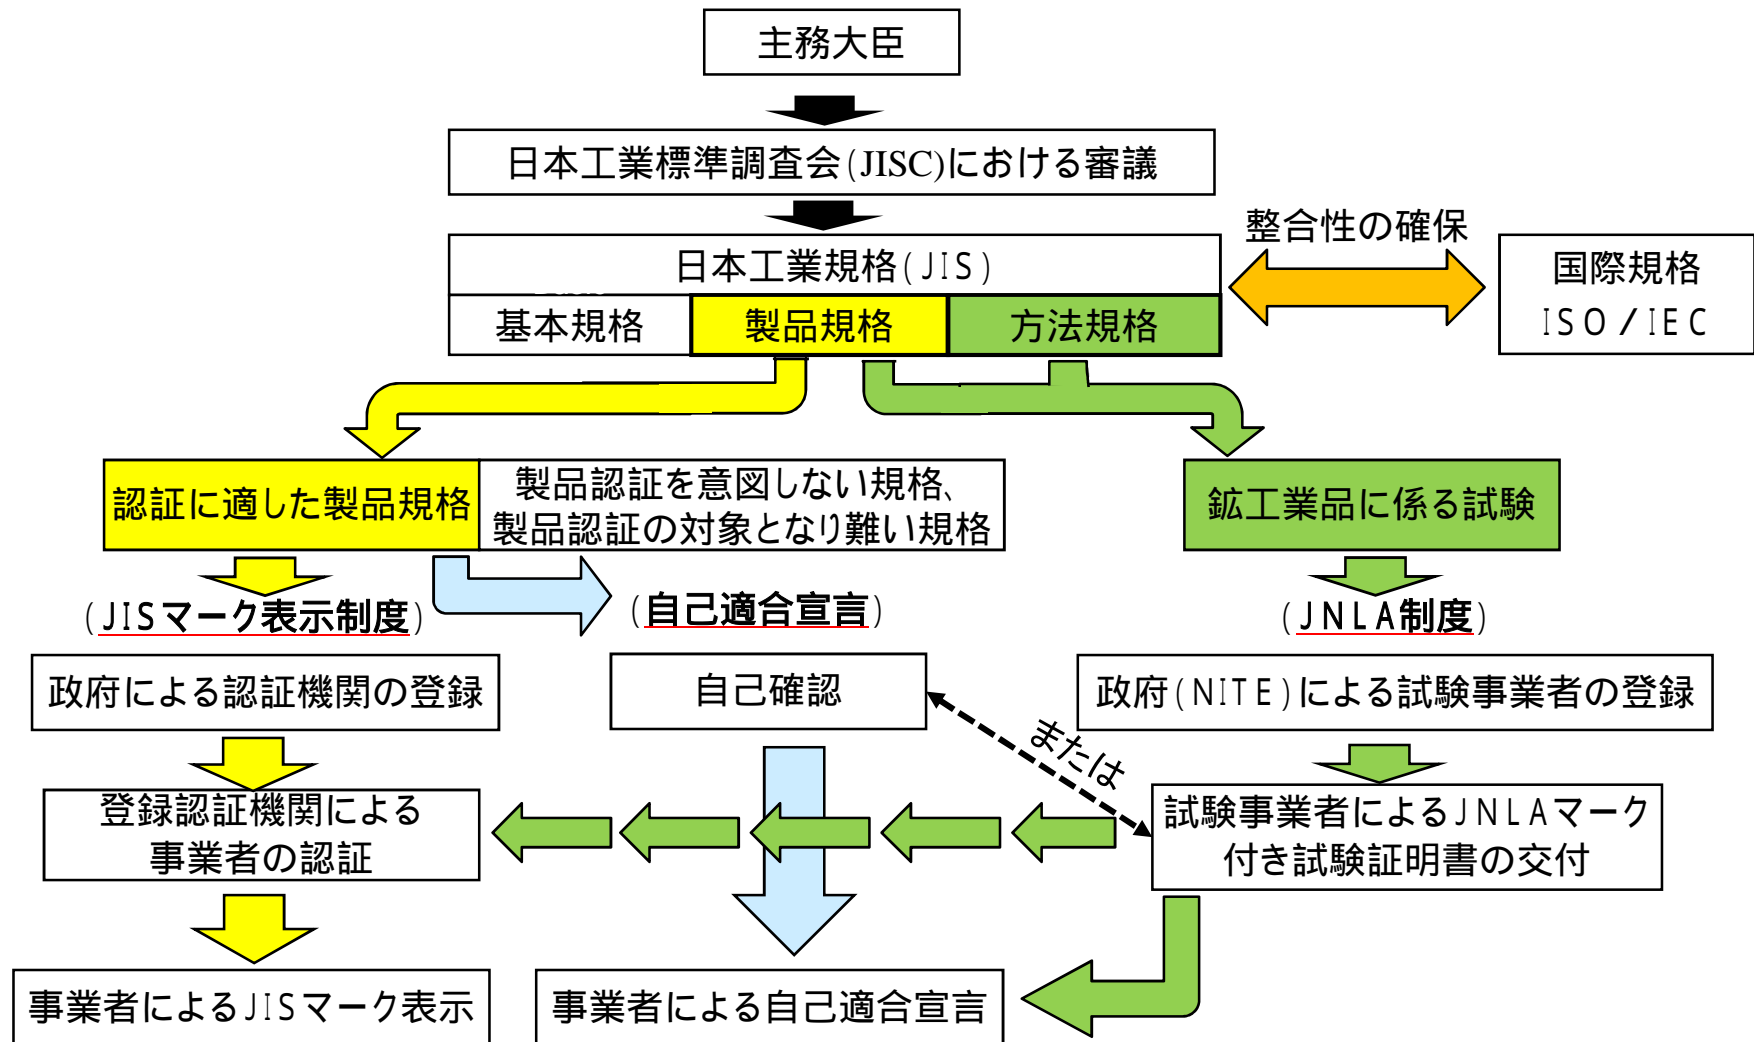 主務大臣
日本工業標準調査会(JISC)における審議
整合性の確保
日本工業規格(JIS)
国際規格
ISO/IEC
基本規格
製品規格
方法規格
認証に適した製品規格
製品認証を意図しない規格、
製品認証の対象となり難い規格
鉱工業品に係る試験
(JISマーク表示制度)
(自己適合宣言)
(JNLA制度)
政府による認証機関の登録
自己確認
政府(NITE)による試験事業者の登録
または
登録認証機関による
事業者の認証
試験事業者によるJNLAマーク
付き試験証明書の交付
事業者によるJISマーク表示
事業者による自己適合宣言